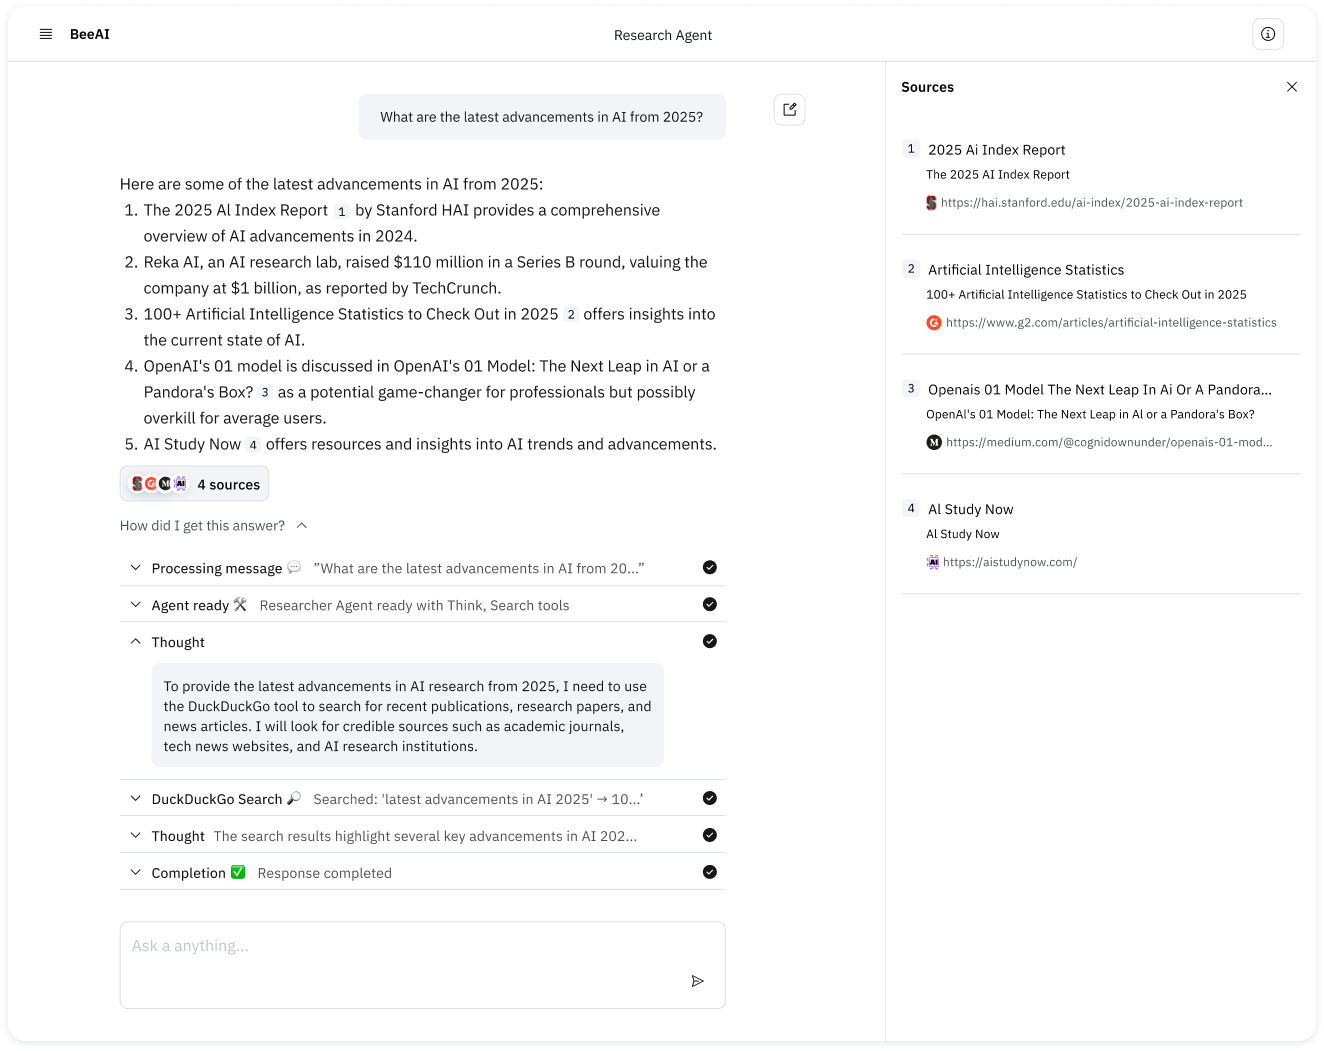 BeeAI
Research Agent
What are the latest advancements in AI from 2025?
Here are some of the latest advancements in AI from 2025:
1. The 2025 AI Index Report 1 by Stanford HAI provides a comprehensive
overview of AI advancements in 2024.
2. Reka AI, an AI research lab, raised $110 million in a Series B round, valuing the
company at $1 billion, as reported by TechCrunch.
3. 100+ Artificial Intelligence Statistics to Check Out in 2025 2 offers insights into
the current state of AI.
4. OpenAI's 01 model is discussed in OpenAI's 01 Model: The Next Leap in AI or a
Pandora's Box? 3 as a potential game-changer for professionals but possibly
overkill for average users.
5. AI Study Now 4 offers resources and insights into AI trends and advancements.
4 sources
How did I get this answer?
Processing message 💬 ”What are the latest advancements in AI from 20...”
Agent ready 🛠️ Researcher Agent ready with Think, Search tools
Thought
To provide the latest advancements in AI research from 2025, I need to use
the DuckDuckGo tool to search for recent publications, research papers, and
news articles. I will look for credible sources such as academic journals,
tech news websites, and AI research institutions.
DuckDuckGo Search 🔎 Searched: 'latest advancements in AI 2025' → 10...’
Thought The search results highlight several key advancements in AI 202...
Completion ✅ Response completed
Ask a anything...
Sources
1 2025 Ai Index Report
The 2025 AI Index Report
https://hai.stanford.edu/ai-index/2025-ai-index-report
2 Artificial Intelligence Statistics
100+ Artificial Intelligence Statistics to Check Out in 2025
https://www.g2.com/articles/artificial-intelligence-statistics
3 Openais 01 Model The Next Leap In Ai Or A Pandora...
OpenAI's 01 Model: The Next Leap in AI or a Pandora's Box?
https://medium.com/@cognidownunder/openais-01-mod...
4 AI Study Now
AI Study Now
https://aistudynow.com/